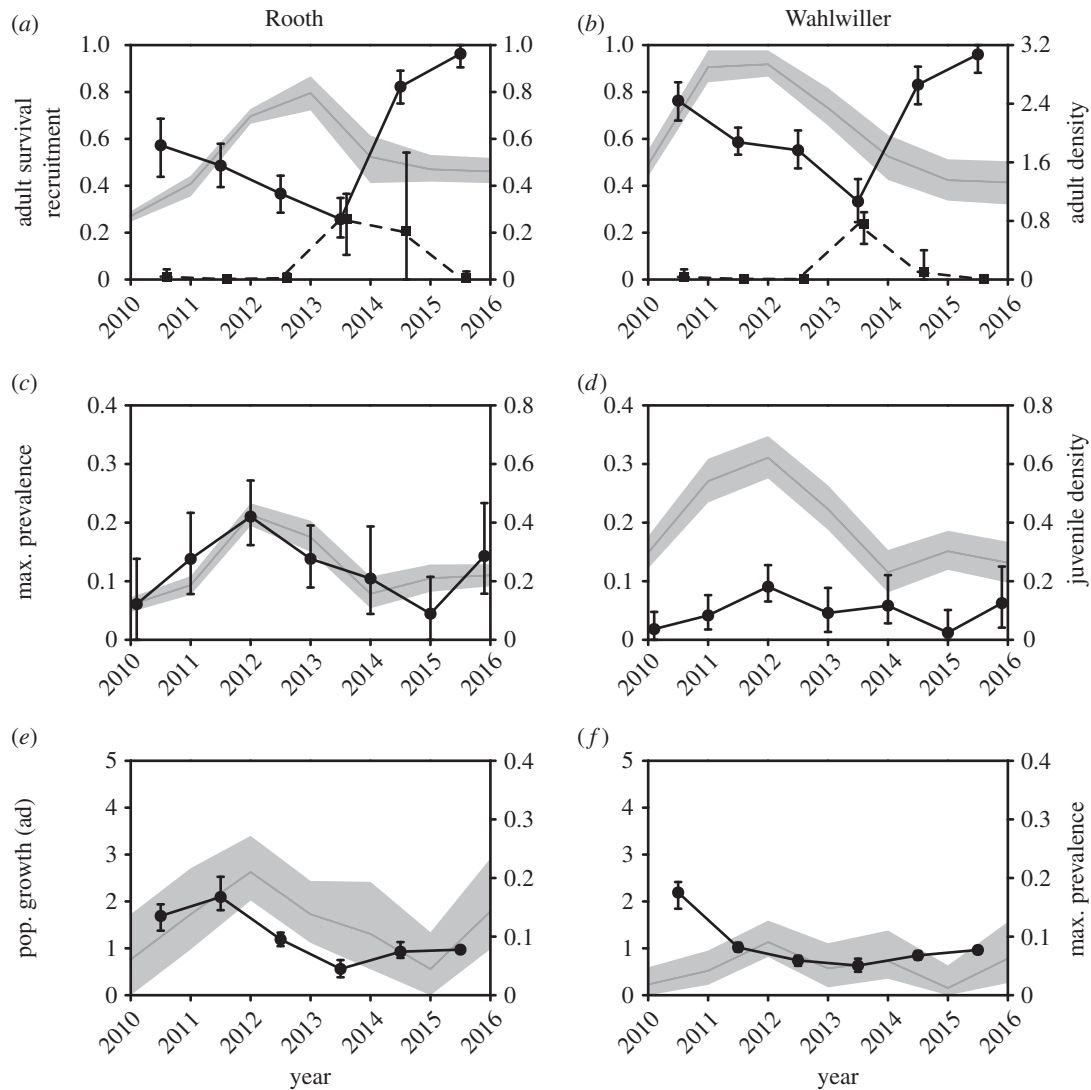 Rooth
Wahlwiller
(a)
(b)
1.0
0.8
0.6
0.4
0.2
0
adult survival
recruitment
1.0
0.8
0.6
0.4
0.2
0
1.0
0.8
0.6
0.4
0.2
0
3.2
2.4
1.6
0.8
0
adult density
2010 2011 2012 2013 2014 2015 2016
2010 2011 2012 2013 2014 2015 2016
(c)
(d)
0.4
0.3
0.2
0.1
0
max. prevalence
0.8
0.6
0.4
0.2
0
0.4
0.3
0.2
0.1
0
0.8
0.6
0.4
0.2
0
juvenile density
2010 2011 2012 2013 2014 2015 2016
2010 2011 2012 2013 2014 2015 2016
(e)
(f)
5
4
3
2
1
0
pop. growth (ad)
0.4
0.3
0.2
0.1
0
5
4
3
2
1
0
0.4
0.3
0.2
0.1
0
max. prevalence
2010 2011 2012 2013 2014 2015 2016
2010 2011 2012 2013 2014 2015 2016
year
year